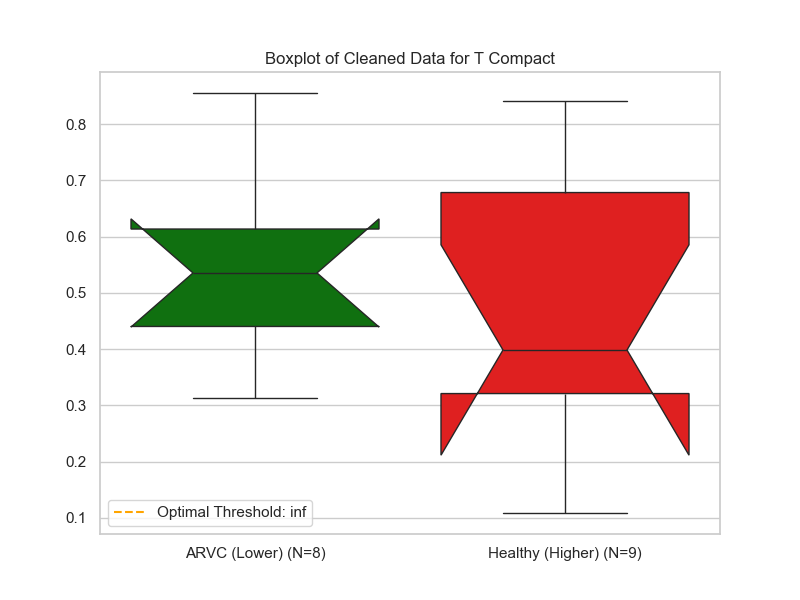 Boxplot of Cleaned Data for T Compact
0.8
0.7
0.6
0.5
0.4
0.3
0.2
0.1
Optimal Threshold: inf
ARVC (Lower) (N=8)
Healthy (Higher) (N=9)